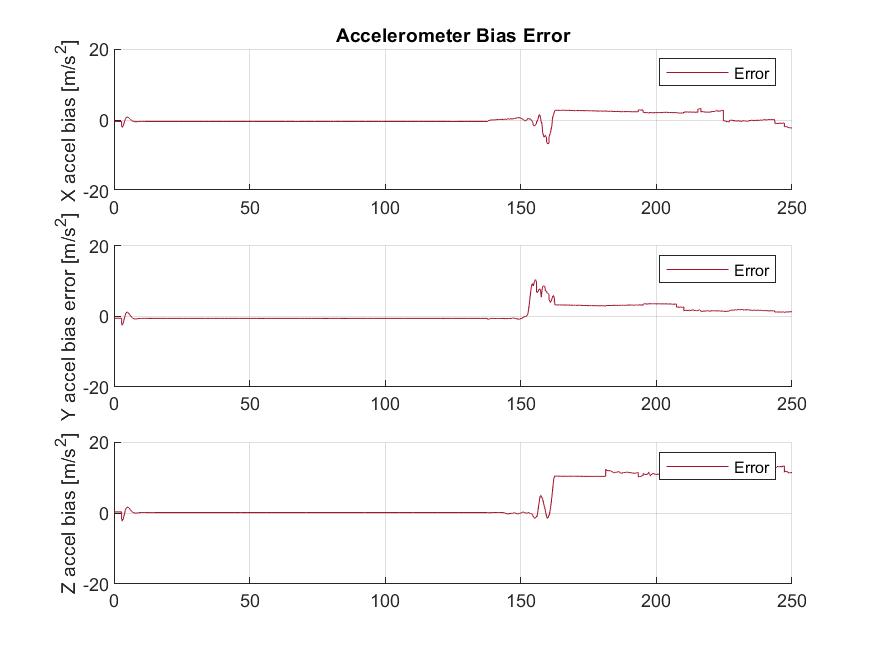 Accelerometer Bias Error
X accel bias [m/s²]
20
0
-20
Error
0 50 100 150 200 250
Y accel bias error [m/s²]
20
0
-20
Error
0 50 100 150 200 250
Z accel bias [m/s²]
20
0
-20
Error
0 50 100 150 200 250